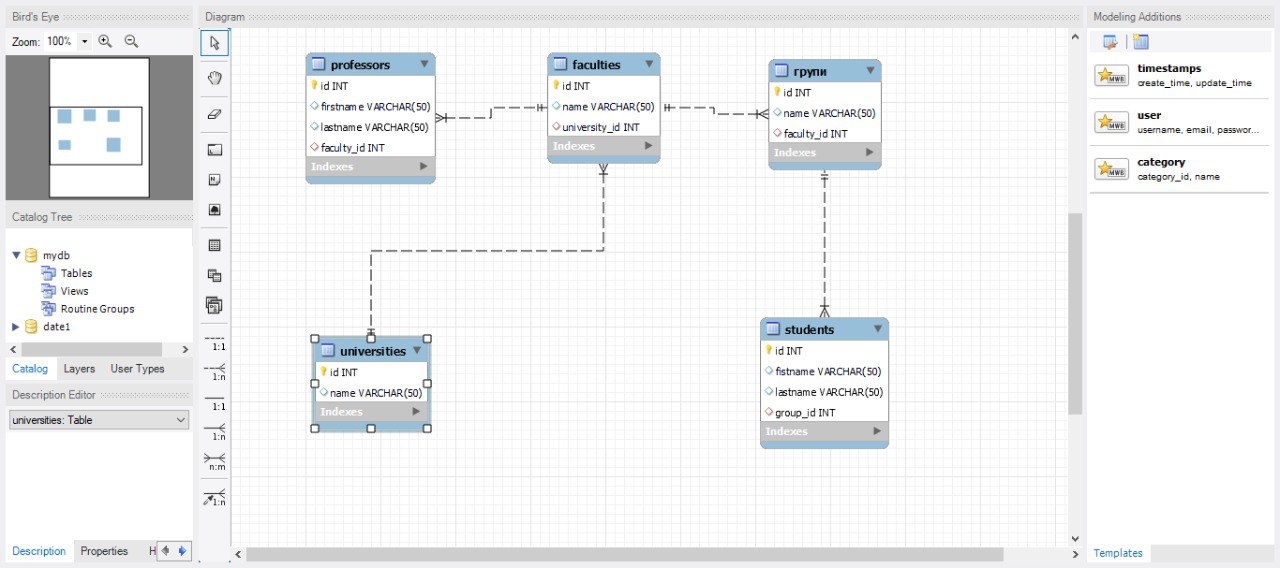 Bird's Eye
Zoom: 100%
Catalog Tree
mydb
Tables
Views
Routine Groups
date1
Catalog Layers User Types
Description Editor
universities: Table
Description Properties H
Diagram
1:1
1:n
1:1
1:n
n:m
1:n
professors
id INT
firstname VARCHAR(50)
lastname VARCHAR(50)
faculty_id INT
Indexes
faculties
id INT
name VARCHAR(50)
university_id INT
Indexes
групи
id INT
name VARCHAR(50)
faculty_id INT
Indexes
universities
id INT
name VARCHAR(50)
Indexes
students
id INT
fistname VARCHAR(50)
lastname VARCHAR(50)
group_id INT
Indexes
Modeling Additions
MWB
timestamps
create_time, update_time
MWB
user
username, email, passwor...
MWB
category
category_id, name
Templates